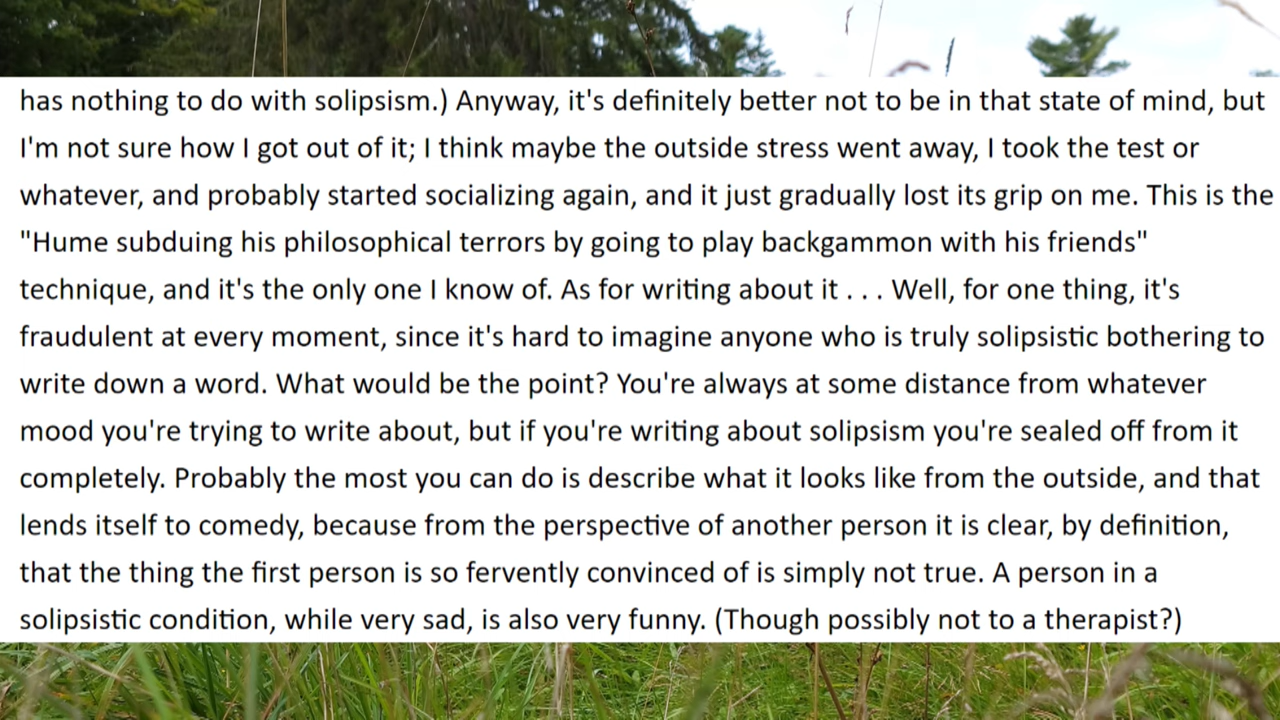 has nothing to do with solipsism.) Anyway, it's definitely better not to be in that state of mind, but
I'm not sure how I got out of it; I think maybe the outside stress went away, I took the test or
whatever, and probably started socializing again, and it just gradually lost its grip on me. This is the
"Hume subduing his philosophical terrors by going to play backgammon with his friends"
technique, and it's the only one I know of. As for writing about it . . . Well, for one thing, it's
fraudulent at every moment, since it's hard to imagine anyone who is truly solipsistic bothering to
write down a word. What would be the point? You're always at some distance from whatever
mood you're trying to write about, but if you're writing about solipsism you're sealed off from it
completely. Probably the most you can do is describe what it looks like from the outside, and that
lends itself to comedy, because from the perspective of another person it is clear, by definition,
that the thing the first person is so fervently convinced of is simply not true. A person in a
solipsistic condition, while very sad, is also very funny. (Though possibly not to a therapist?)